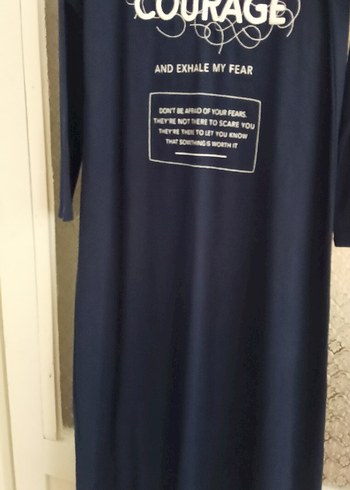 COURAGE
AND EXHALE MY FEAR
DON'T BE AFRAID OF YOUR FEARS.
THEY'RE NOT THERE TO SCARE YOU
THEY'RE THERE TO LET YOU KNOW
THAT SOMTHING IS WORTH IT